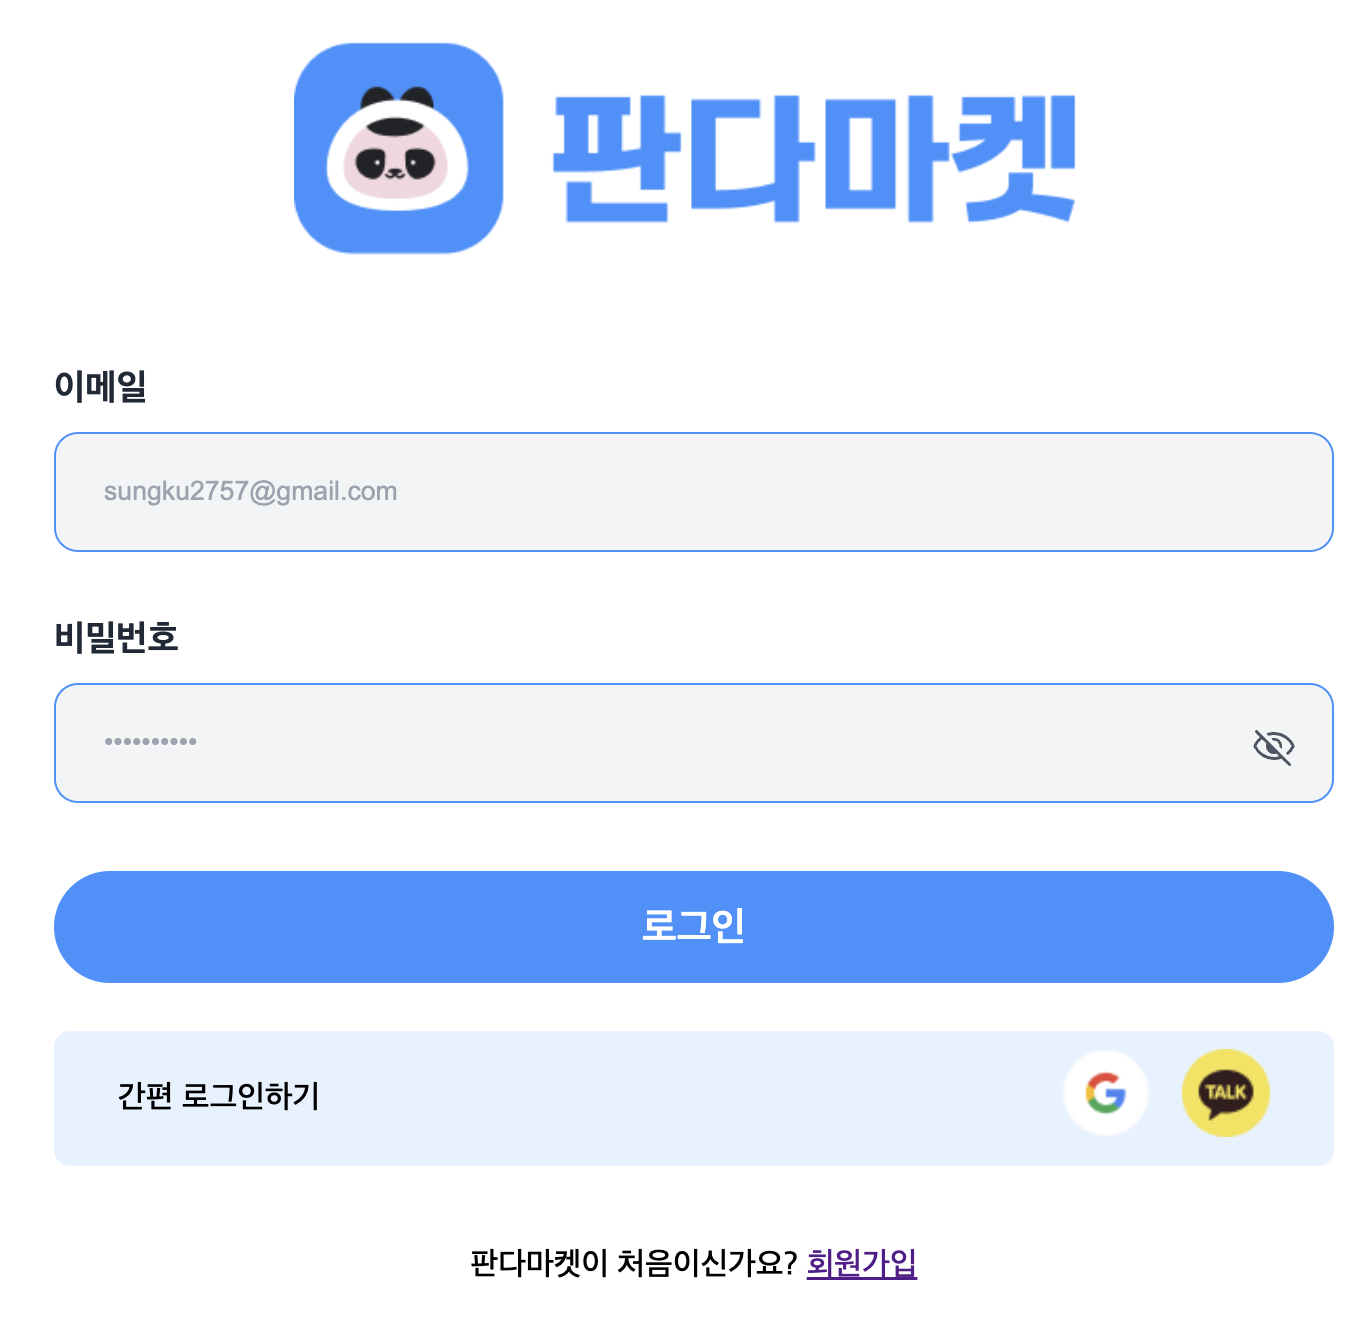 판다마켓
이메일
sungku2757@gmail.com
비밀번호
••••••••••
로그인
간편 로그인하기
TALK
판다마켓이 처음이신가요? 회원가입